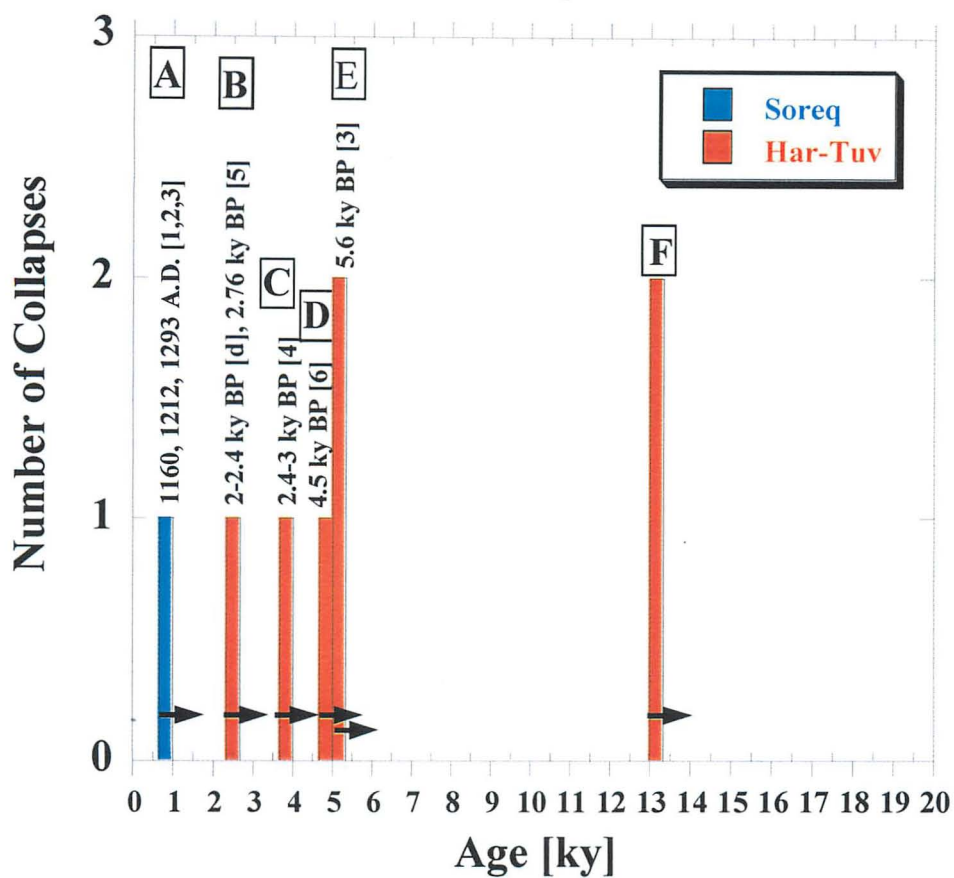 3
A
B
E
Soreq
Har-Tuv
1160, 1212, 1293 A.D. [1,2,3]
2-2.4 ky BP [d], 2.76 ky BP [5]
C
2.4-3 ky BP [4]
D
4.5 ky BP [6]
5.6 ky BP [3]
F
Number of Collapses
2
1
0
0 1 2 3 4 5 6 7 8 9 10 11 12 13 14 15 16 17 18 19 20
Age [ky]